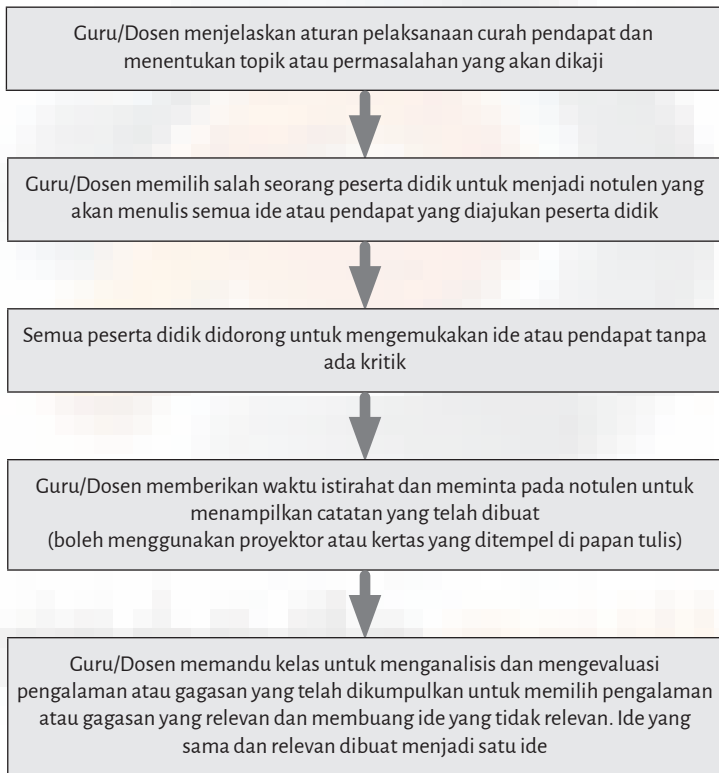 Guru/Dosen menjelaskan aturan pelaksanaan curah pendapat dan
menentukan topik atau permasalahan yang akan dikaji
Guru/Dosen memilih salah seorang peserta didik untuk menjadi notulen yang
akan menulis semua ide atau pendapat yang diajukan peserta didik
Semua peserta didik didorong untuk mengemukakan ide atau pendapat tanpa
ada kritik
Guru/Dosen memberikan waktu istirahat dan meminta pada notulen untuk
menampilkan catatan yang telah dibuat
(boleh menggunakan proyektor atau kertas yang ditempel di papan tulis)
Guru/Dosen memandu kelas untuk menganalisis dan mengevaluasi
pengalaman atau gagasan yang telah dikumpulkan untuk memilih pengalaman
atau gagasan yang relevan dan membuang ide yang tidak relevan. Ide yang
sama dan relevan dibuat menjadi satu ide